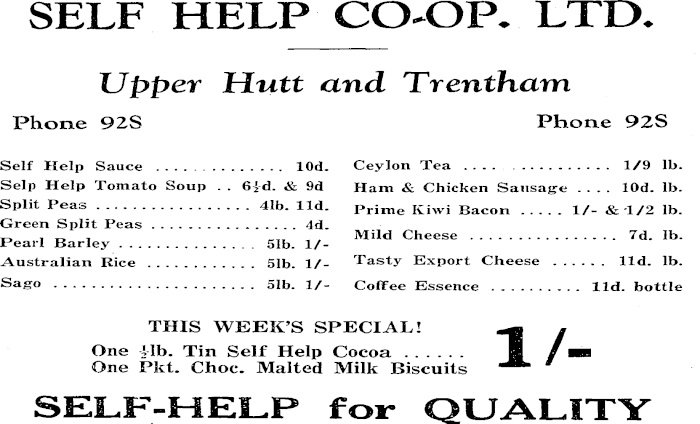 SELF HELP CO-OP. LTD.
Upper Hutt and Trentham
Phone 92S
Phone 92S
Self Help Sauce .............. 10d.
Selp Help Tomato Soup .. 6½d. & 9d
Split Peas ................. 4lb. 11d.
Green Split Peas ................ 4d.
Pearl Barley .............. 5lb. 1/-
Australian Rice ........... 5lb. 1/-
Sago ...................... 5lb. 1/-
Ceylon Tea ................ 1/9 lb.
Ham & Chicken Sausage .... 10d. lb.
Prime Kiwi Bacon ..... 1/- & 1/2 lb.
Mild Cheese ................ 7d. lb.
Tasty Export Cheese ...... 11d. lb.
Coffee Essence .......... 11d. bottle
THIS WEEK'S SPECIAL!
One ½lb. Tin Self Help Cocoa ......
One Pkt. Choc. Malted Milk Biscuits
1/-
SELF-HELP for QUALITY